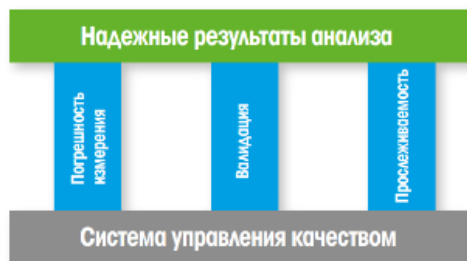 Надежные результаты анализа
Погрешность
измерения
Валидация
Прослеживаемость
Система управления качеством